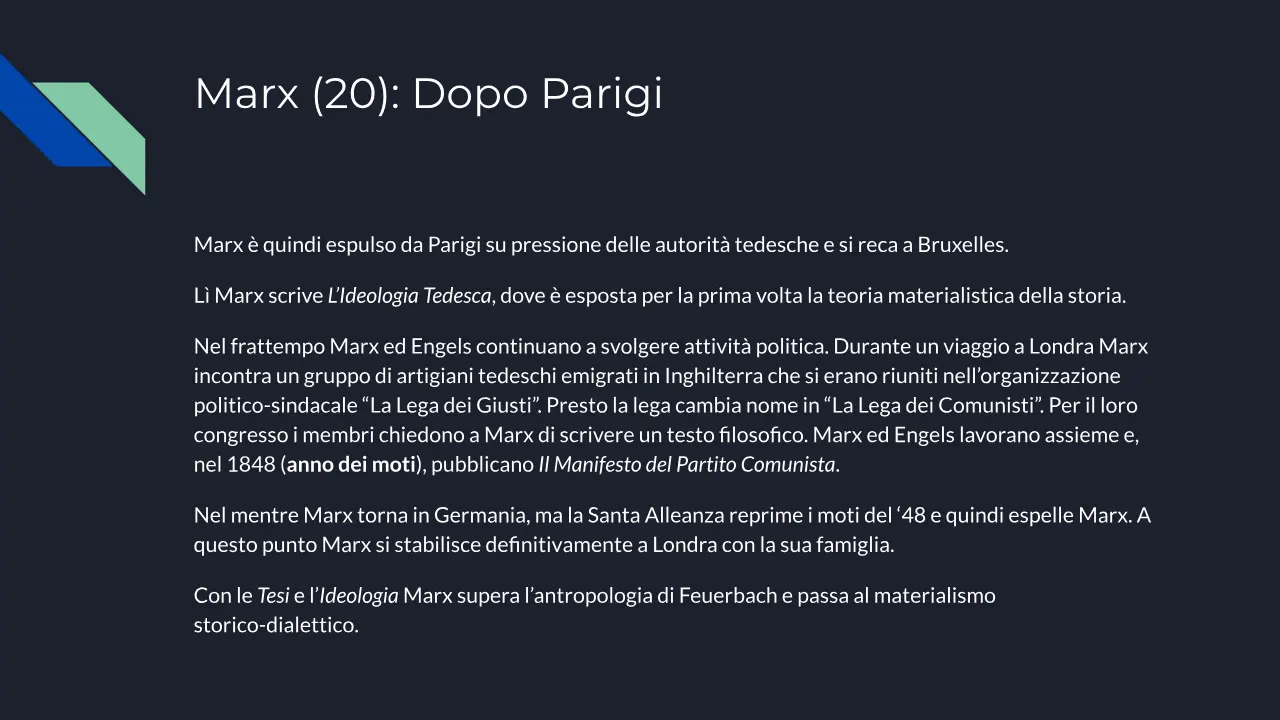 Marx (20): Dopo Parigi
Marx è quindi espulso da Parigi su pressione delle autorità tedesche e si reca a Bruxelles.
Lì Marx scrive L’Ideologia Tedesca, dove è esposta per la prima volta la teoria materialistica della storia.
Nel frattempo Marx ed Engels continuano a svolgere attività politica. Durante un viaggio a Londra Marx
incontra un gruppo di artigiani tedeschi emigrati in Inghilterra che si erano riuniti nell’organizzazione
politico-sindacale “La Lega dei Giusti”. Presto la lega cambia nome in “La Lega dei Comunisti”. Per il loro
congresso i membri chiedono a Marx di scrivere un testo filosofico. Marx ed Engels lavorano assieme e,
nel 1848 (anno dei moti), pubblicano Il Manifesto del Partito Comunista.
Nel mentre Marx torna in Germania, ma la Santa Alleanza reprime i moti del ‘48 e quindi espelle Marx. A
questo punto Marx si stabilisce definitivamente a Londra con la sua famiglia.
Con le Tesi e l’Ideologia Marx supera l’antropologia di Feuerbach e passa al materialismo
storico-dialettico.